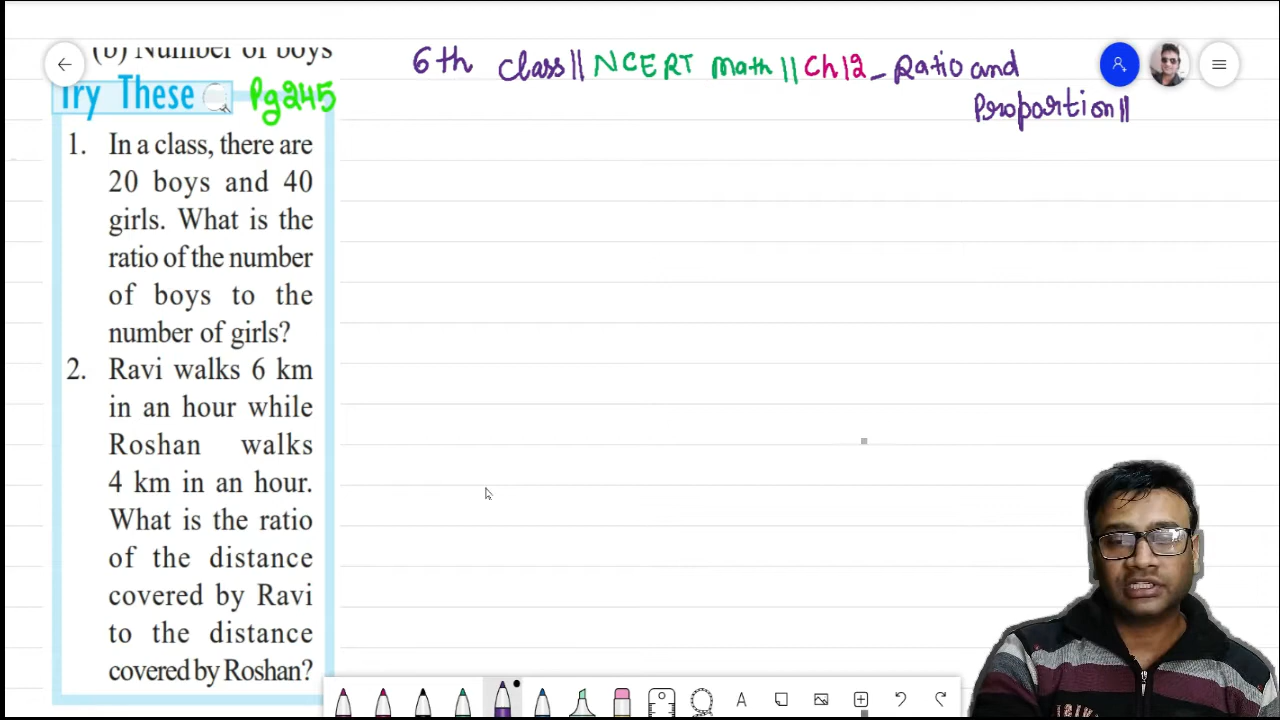 (b) Number of boys
Try These Pg 245
1. In a class, there are
20 boys and 40
girls. What is the
ratio of the number
of boys to the
number of girls?
2. Ravi walks 6 km
in an hour while
Roshan walks
4 km in an hour.
What is the ratio
of the distance
covered by Ravi
to the distance
covered by Roshan?
6th class|| NCERT Math || Ch12 - Ratio and
Proportion||
A